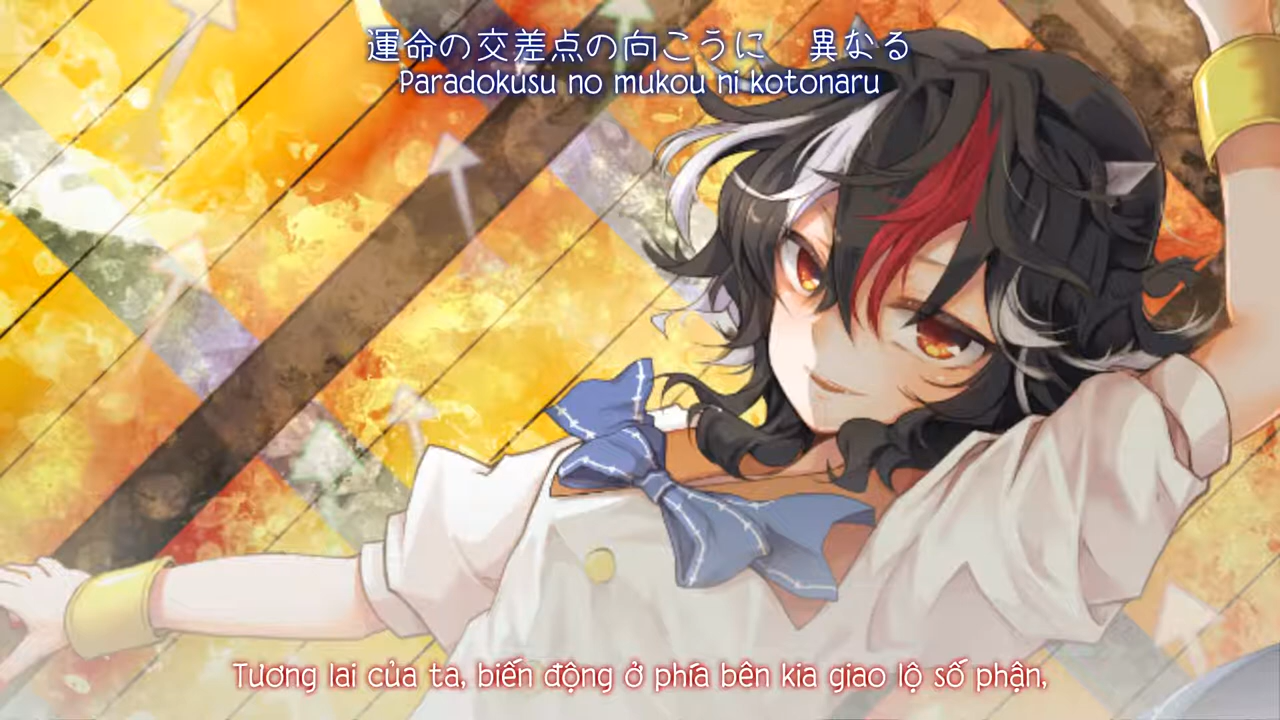 運命の交差点の向こうに　異なる
Paradokusu no mukou ni kotonaru
Tương lai của ta, biến động ở phía bên kia giao lộ số phận,